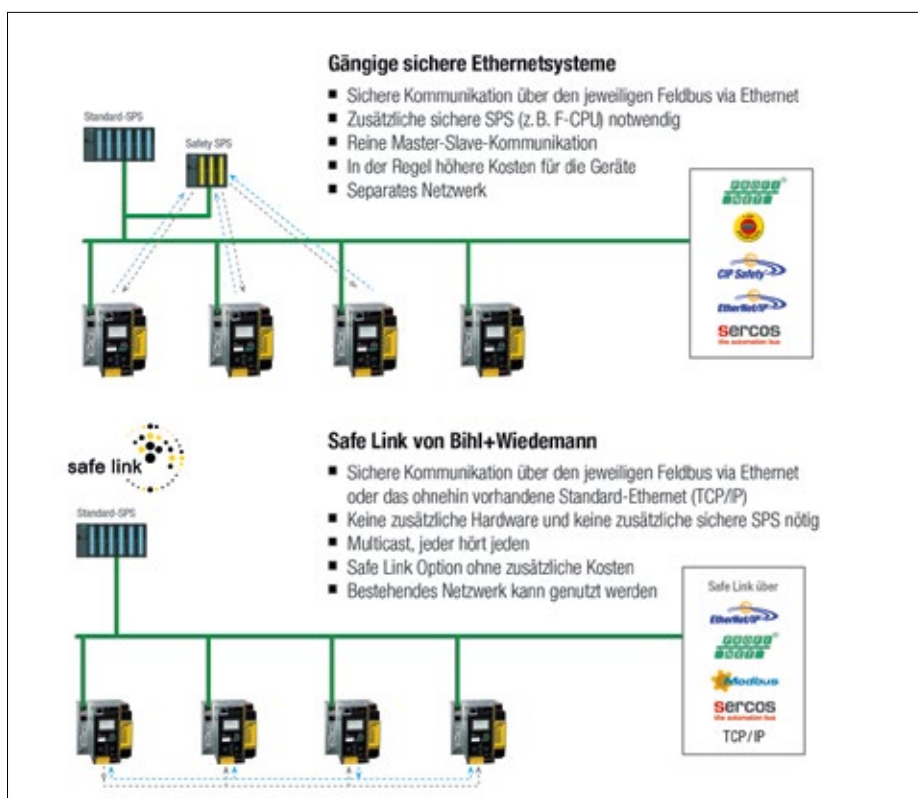 Gängige sichere Ethernetsysteme
■ Sichere Kommunikation über den jeweiligen Feldbus via Ethernet
■ Zusätzliche sichere SPS (z. B. F-CPU) notwendig
■ Reine Master-Slave-Kommunikation
■ In der Regel höhere Kosten für die Geräte
■ Separates Netzwerk
Standard-SPS
Safety SPS
PROFI
NET
CIP Safety
EtherNet/IP
sercos
the automation bus
safe link
Safe Link von Bihl+Wiedemann
■ Sichere Kommunikation über den jeweiligen Feldbus via Ethernet
oder das ohnehin vorhandene Standard-Ethernet (TCP/IP)
■ Keine zusätzliche Hardware und keine zusätzliche sichere SPS nötig
■ Multicast, jeder hört jeden
■ Safe Link Option ohne zusätzliche Kosten
■ Bestehendes Netzwerk kann genutzt werden
Standard-SPS
Safe Link über
EtherNet/IP
PROFI
NET
Modbus
sercos
the automation bus
TCP/IP